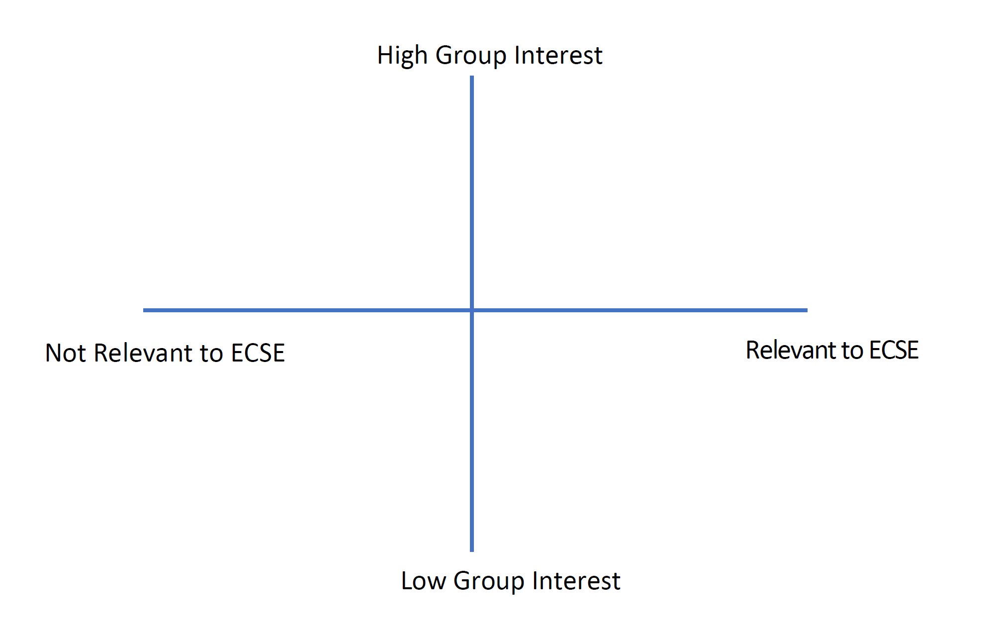 High Group Interest
Not Relevant to ECSE
Relevant to ECSE
Low Group Interest